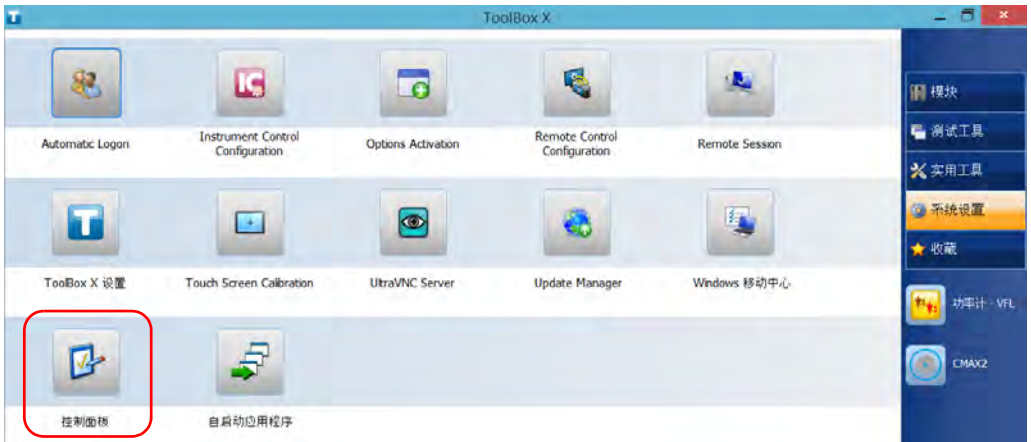 ToolBox X
Automatic Logon
Instrument Control
Configuration
Options Activation
Remote Control
Configuration
Remote Session
ToolBox X 设置
Touch Screen Calibration
UltraVNC Server
Update Manager
Windows 移动中心
控制面板
自启动应用程序
模块
测试工具
实用工具
系统设置
收藏
功率计 - VFL
CMAX2